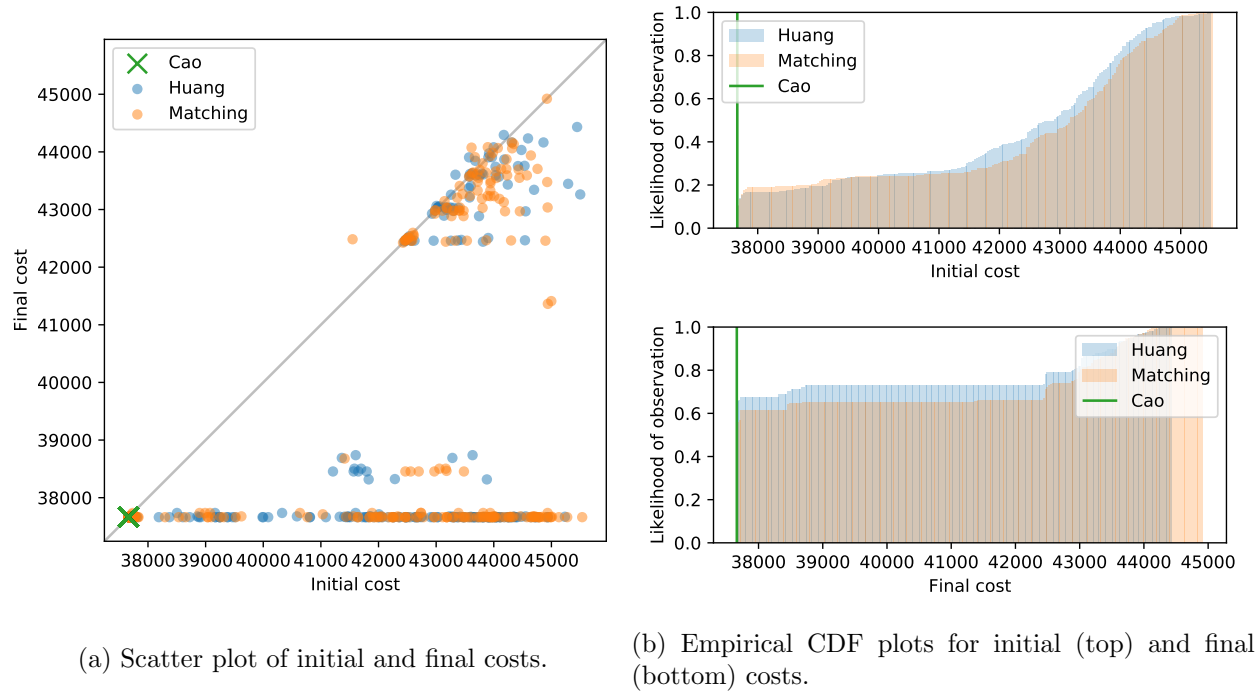 Cao
Huang
Matching
45000
44000
43000
42000
41000
40000
39000
38000
Final cost
38000 39000 40000 41000 42000 43000 44000 45000
Initial cost
(a) Scatter plot of initial and final costs.
1.0
0.8
0.6
0.4
0.2
0.0
Likelihood of observation
Huang
Matching
Cao
38000 39000 40000 41000 42000 43000 44000 45000
Initial cost
1.0
0.8
0.6
0.4
0.2
0.0
Likelihood of observation
Huang
Matching
Cao
38000 39000 40000 41000 42000 43000 44000 45000
Final cost
(b) Empirical CDF plots for initial (top) and final
(bottom) costs.